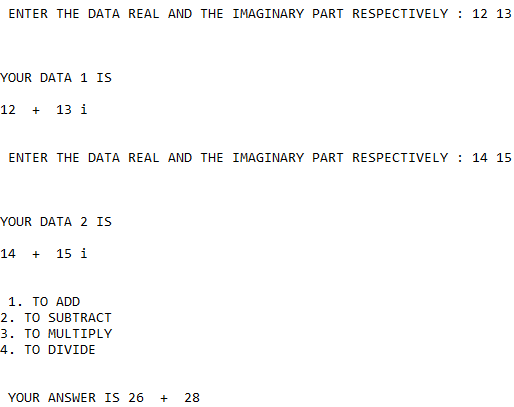 ENTER THE DATA REAL AND THE IMAGINARY PART RESPECTIVELY : 12 13
YOUR DATA 1 IS
12 + 13 i
ENTER THE DATA REAL AND THE IMAGINARY PART RESPECTIVELY : 14 15
YOUR DATA 2 IS
14 + 15 i
1. TO ADD
2. TO SUBTRACT
3. TO MULTIPLY
4. TO DIVIDE
YOUR ANSWER IS 26 + 28